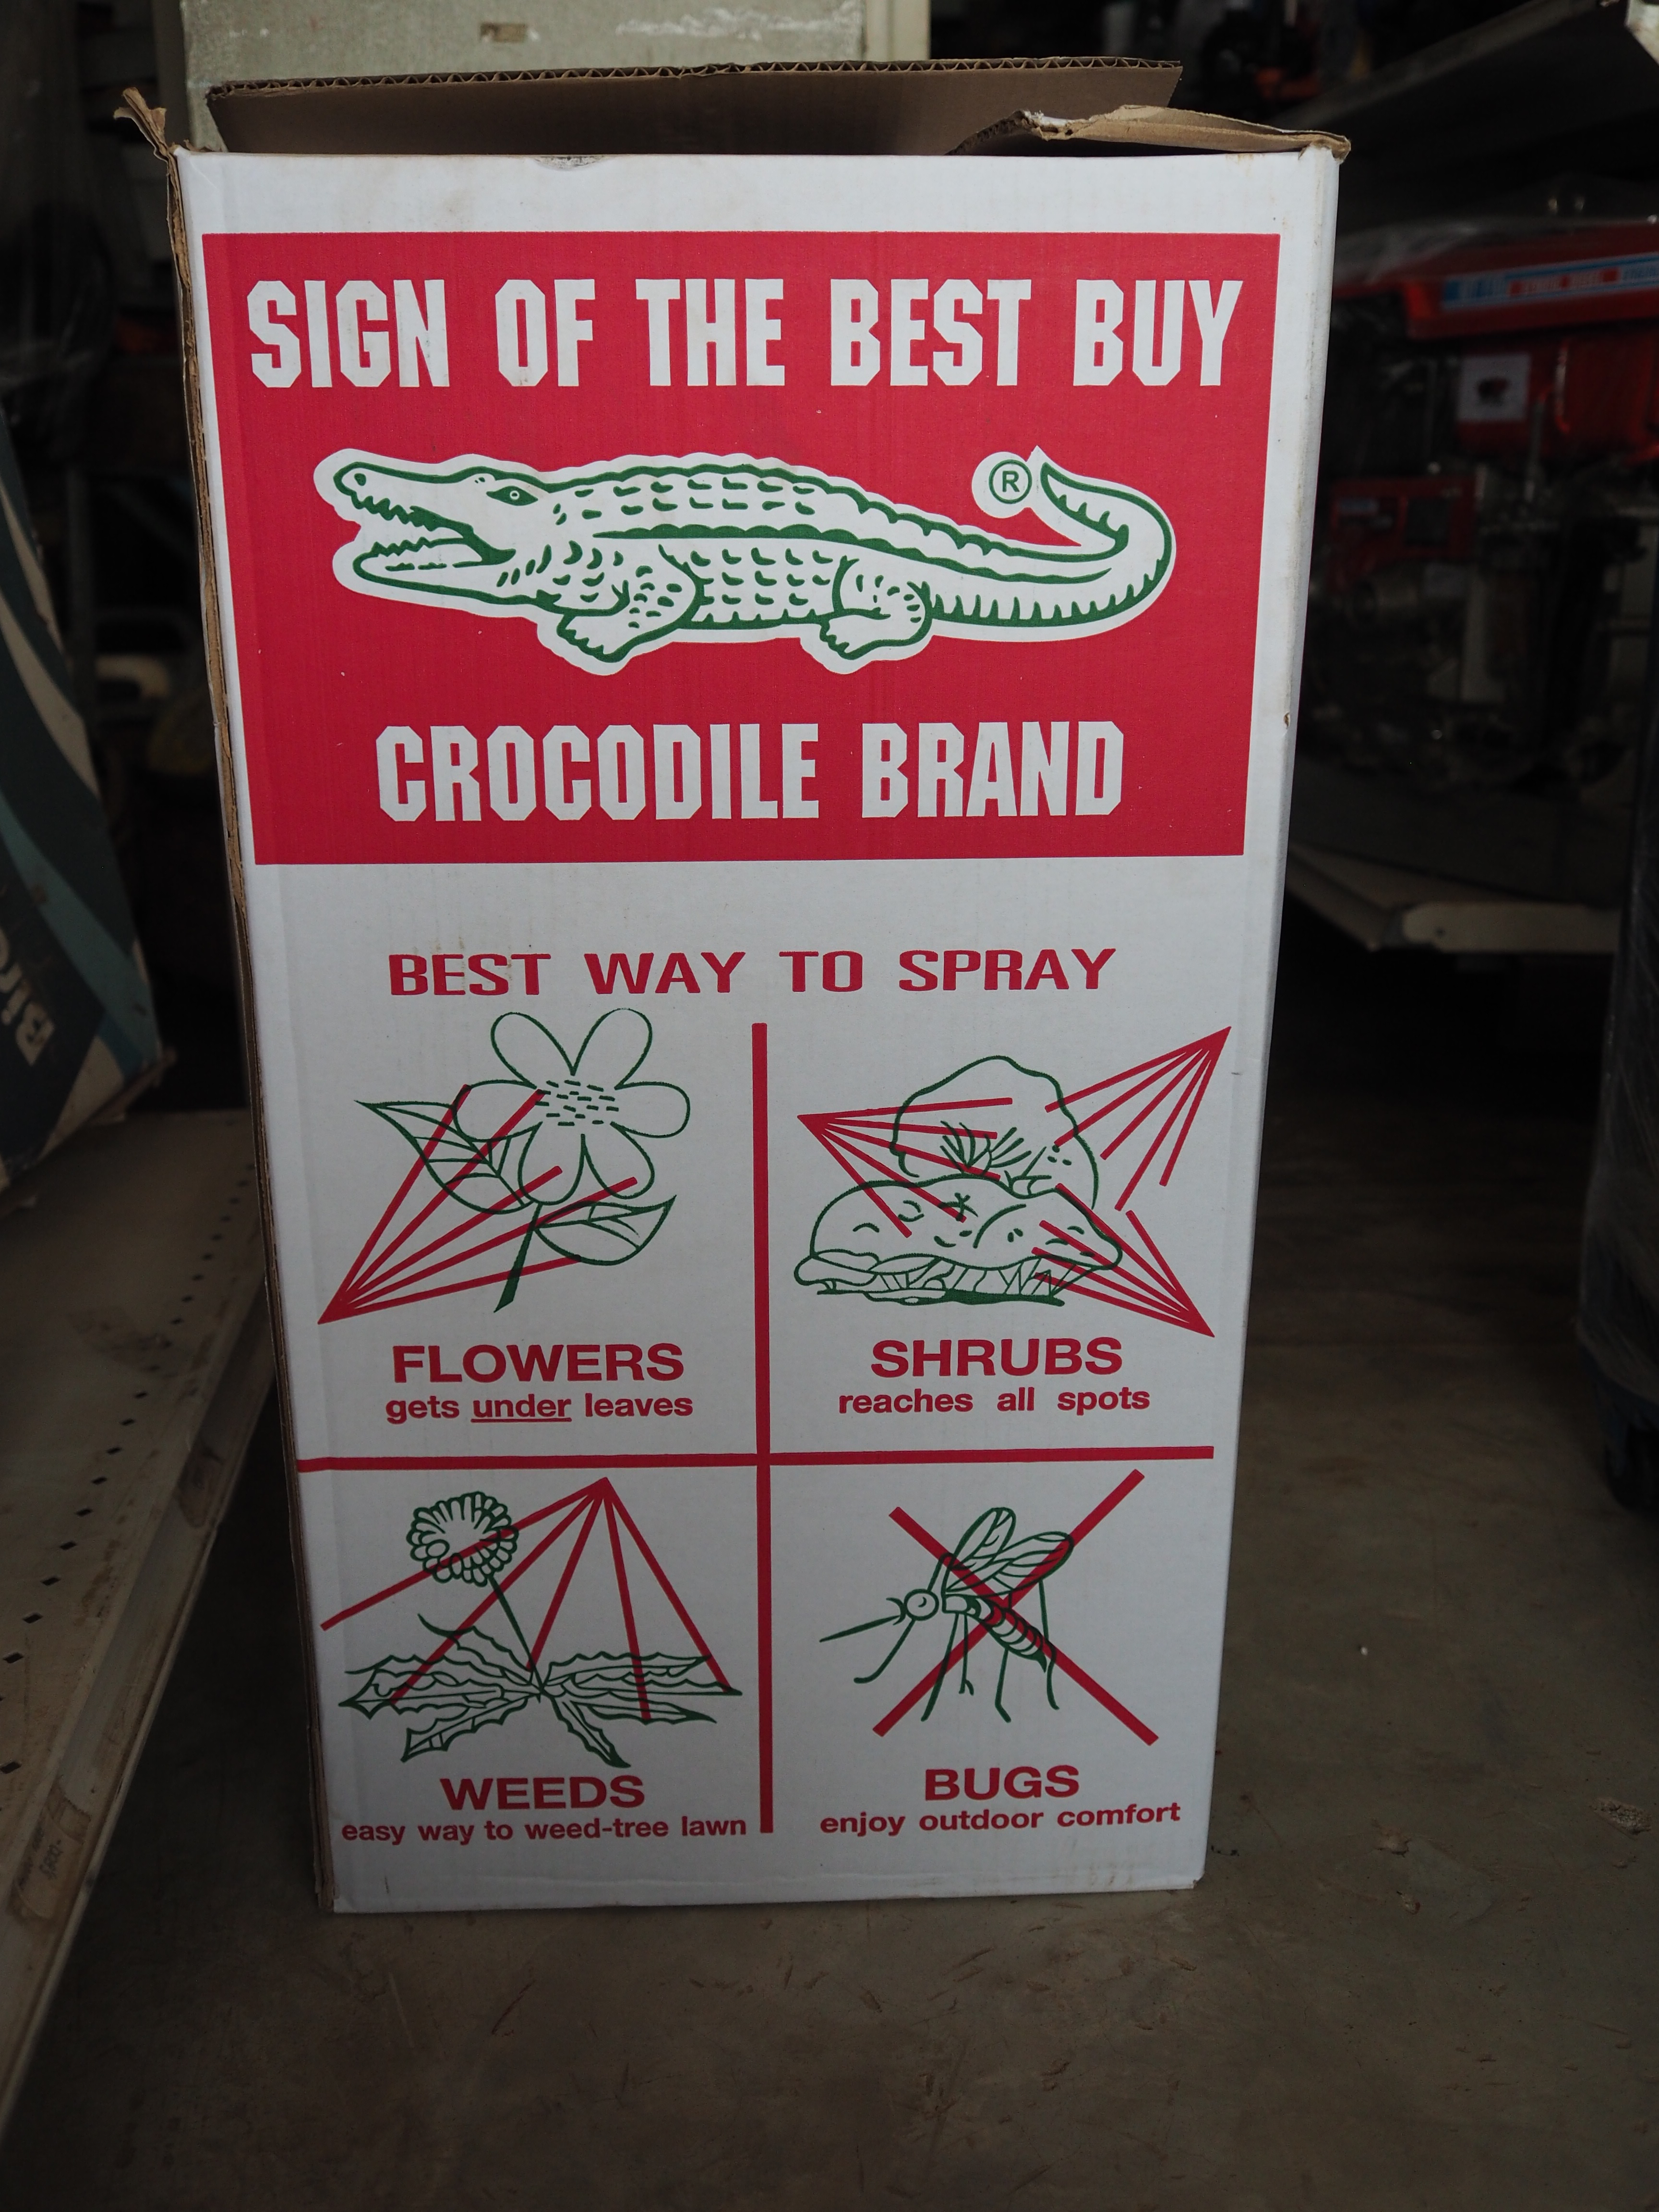 SIGN OF THE BEST BUY
®
CROCODILE BRAND
BEST WAY TO SPRAY
FLOWERS
gets under leaves
SHRUBS
reaches all spots
WEEDS
easy way to weed-tree lawn
BUGS
enjoy outdoor comfort